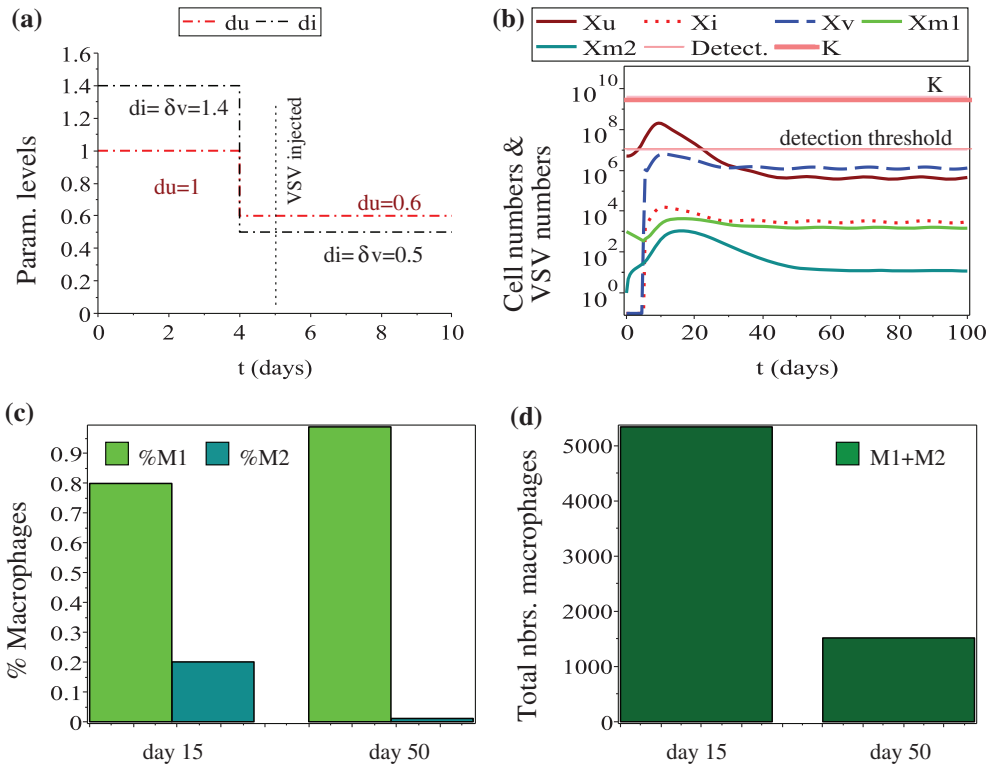 (a)
du di
Param. levels
1.4
1.2
1
0.8
0.6
0.4
0.2
0
di= δv=1.4
du=1
VSV injected
du=0.6
di= δv=0.5
0 2 4 6 8 10
t (days)
(b)
Xu Xi Xv Xm1
Xm2 Detect. K
Cell numbers &
VSV numbers
10^10
10^8
10^6
10^4
10^2
10^0
K
detection threshold
0 20 40 60 80 100
t (days)
(c)
%M1 %M2
% Macrophages
0.9
0.8
0.7
0.6
0.5
0.4
0.3
0.2
0.1
0
day 15 day 50
(d)
M1+M2
Total nbrs. macrophages
5000
4000
3000
2000
1000
0
day 15 day 50